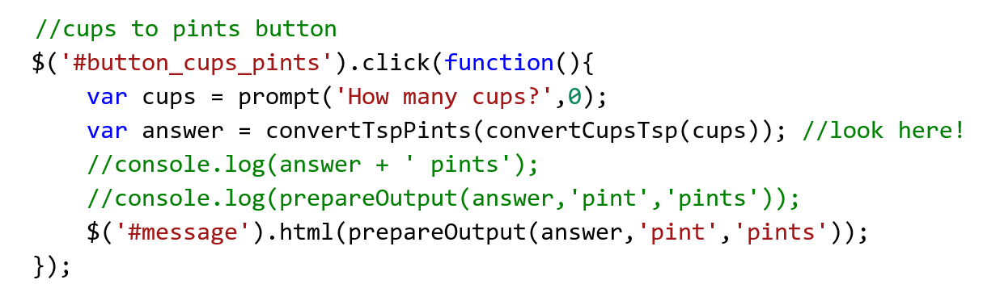 //cups to pints button
$('#button_cups_pints').click(function(){
    var cups = prompt('How many cups?',0);
    var answer = convertTspPints(convertCupsTsp(cups)); //look here!
    //console.log(answer + ' pints');
    //console.log(prepareOutput(answer,'pint','pints'));
    $('#message').html(prepareOutput(answer,'pint','pints'));
});